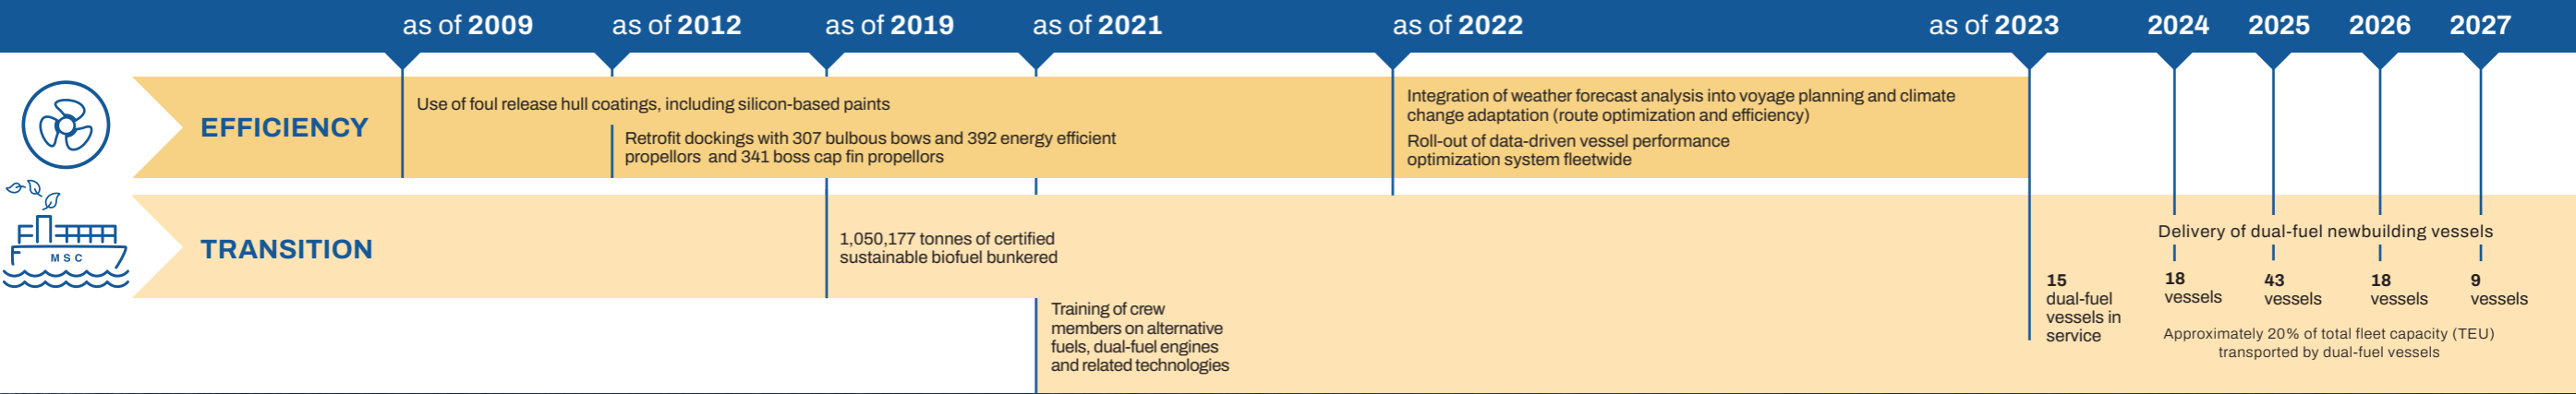 as of 2009
as of 2012
as of 2019
as of 2021
as of 2022
as of 2023
2024
2025
2026
2027
EFFICIENCY
Use of foul release hull coatings, including silicon-based paints
Retrofit dockings with 307 bulbous bows and 392 energy efficient
propellors and 341 boss cap fin propellors
Integration of weather forecast analysis into voyage planning and climate
change adaptation (route optimization and efficiency)
Roll-out of data-driven vessel performance
optimization system fleetwide
MSC
TRANSITION
1,050,177 tonnes of certified
sustainable biofuel bunkered
Training of crew
members on alternative
fuels, dual-fuel engines
and related technologies
15
dual-fuel
vessels in
service
Delivery of dual-fuel newbuilding vessels
18
vessels
43
vessels
18
vessels
9
vessels
Approximately 20% of total fleet capacity (TEU)
transported by dual-fuel vessels